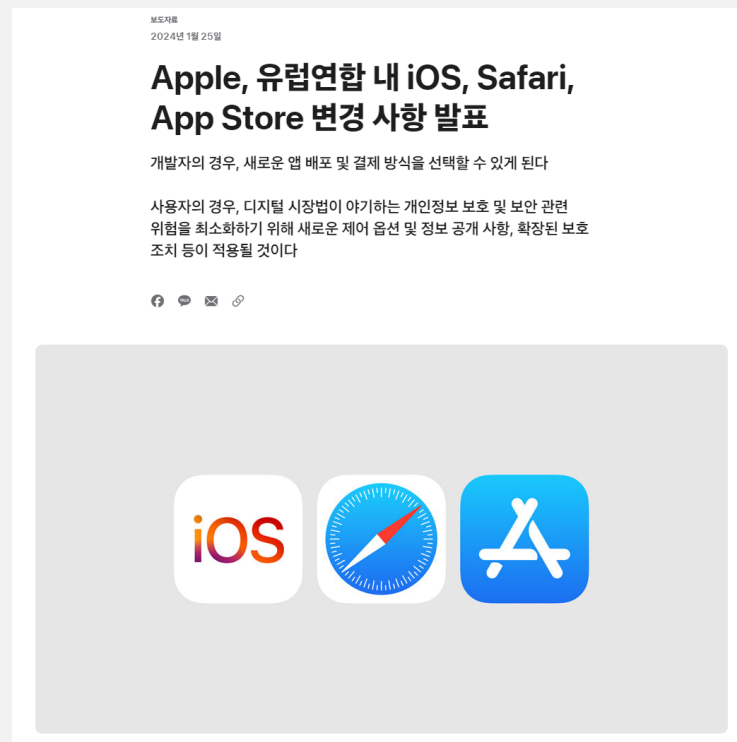 보도자료
2024년 1월 25일
Apple, 유럽연합 내 iOS, Safari,
App Store 변경 사항 발표
개발자의 경우, 새로운 앱 배포 및 결제 방식을 선택할 수 있게 된다
사용자의 경우, 디지털 시장법이 야기하는 개인정보 보호 및 보안 관련
위험을 최소화하기 위해 새로운 제어 옵션 및 정보 공개 사항, 확장된 보호
조치 등이 적용될 것이다
TALK
iOS